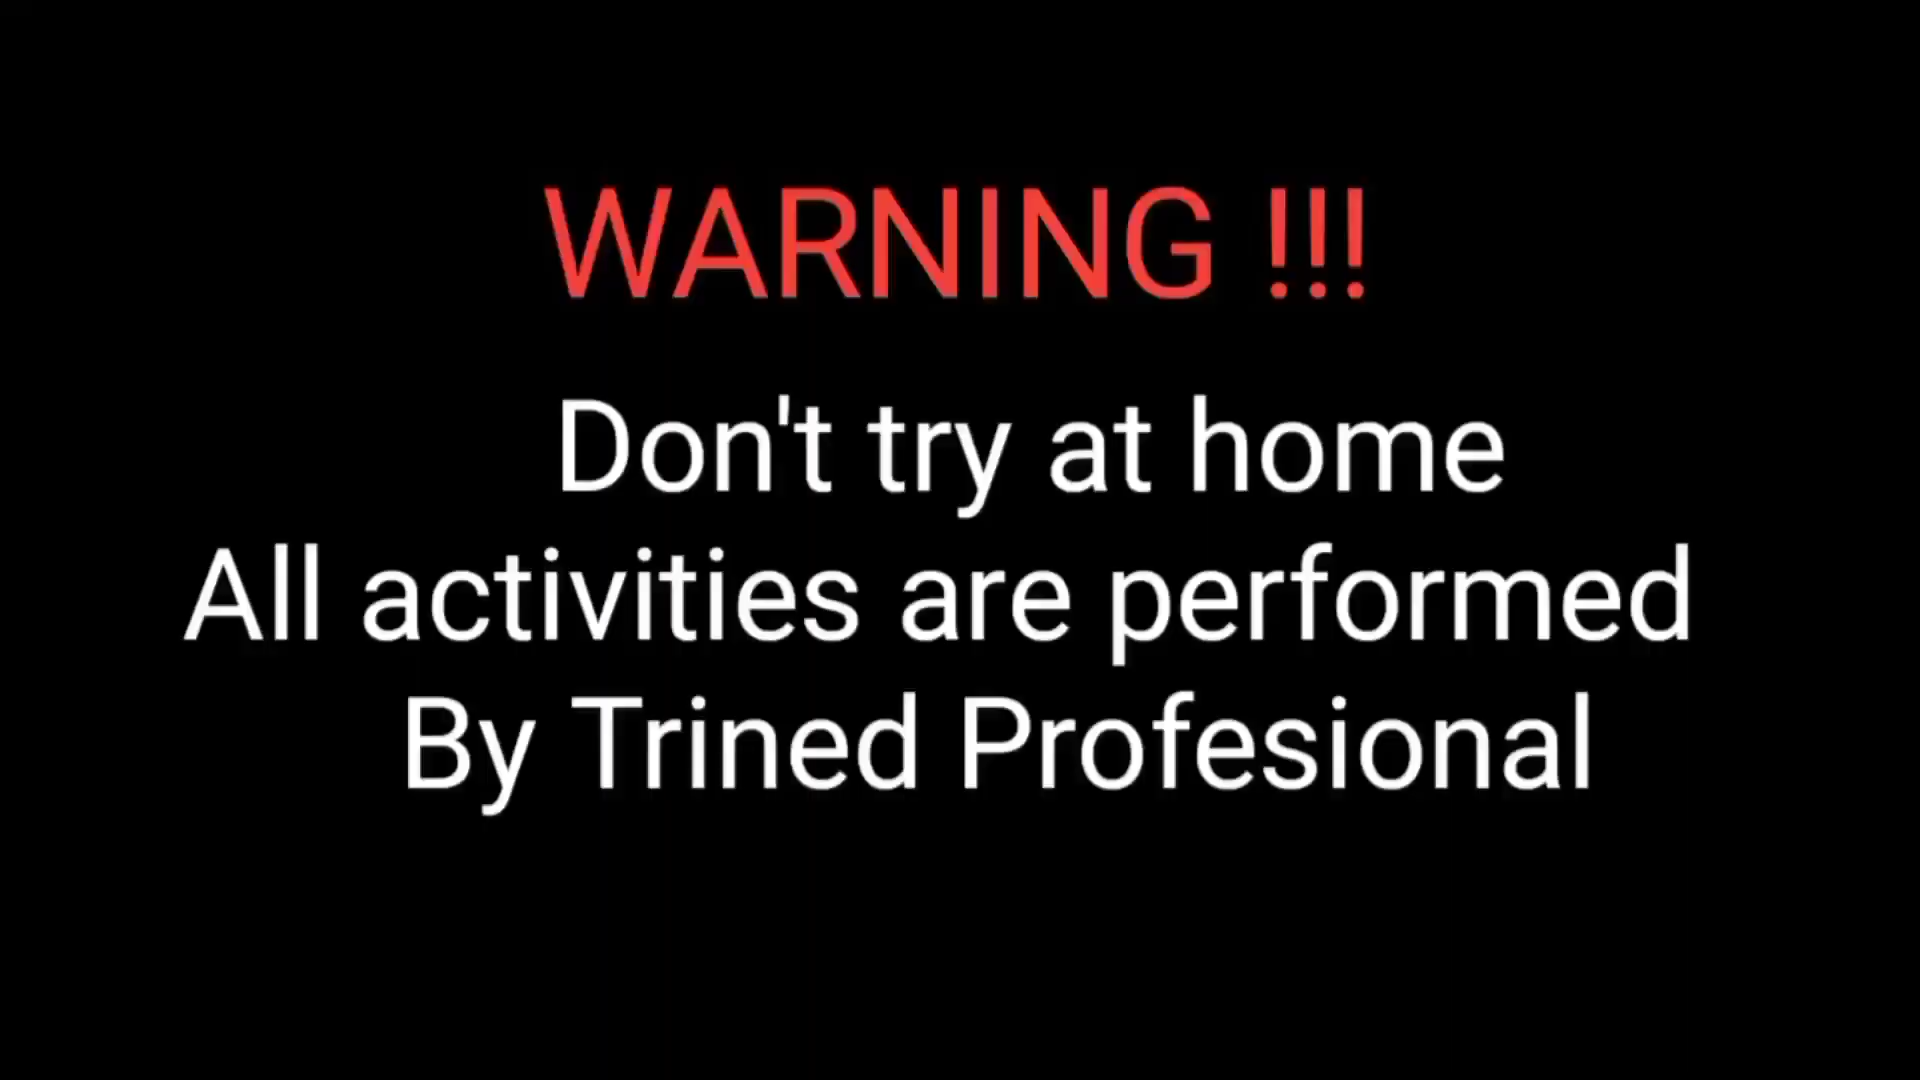 WARNING !!!
Don't try at home
All activities are performed
By Trined Profesional